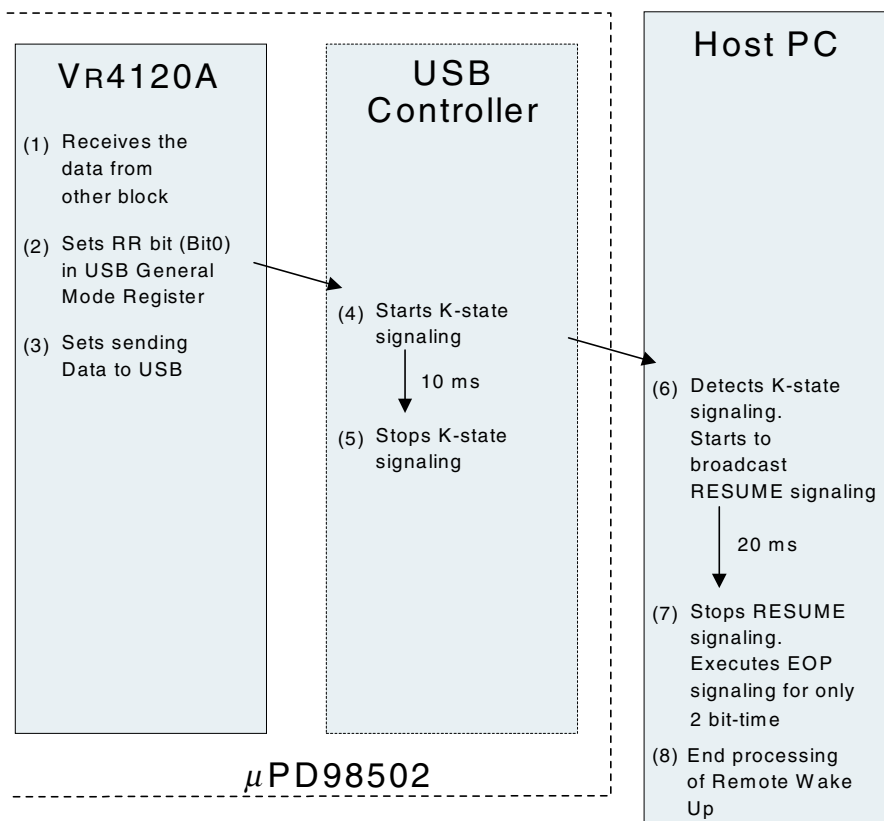 VR4120A
(1) Receives the
data from
other block
(2) Sets RR bit (Bit0)
in USB General
Mode Register
(3) Sets sending
Data to USB
USB
Controller
(4) Starts K-state
signaling
10 ms
(5) Stops K-state
signaling
μPD98502
Host PC
(6) Detects K-state
signaling.
Starts to
broadcast
RESUME signaling
20 ms
(7) Stops RESUME
signaling.
Executes EOP
signaling for only
2 bit-time
(8) End processing
of Remote Wake
Up